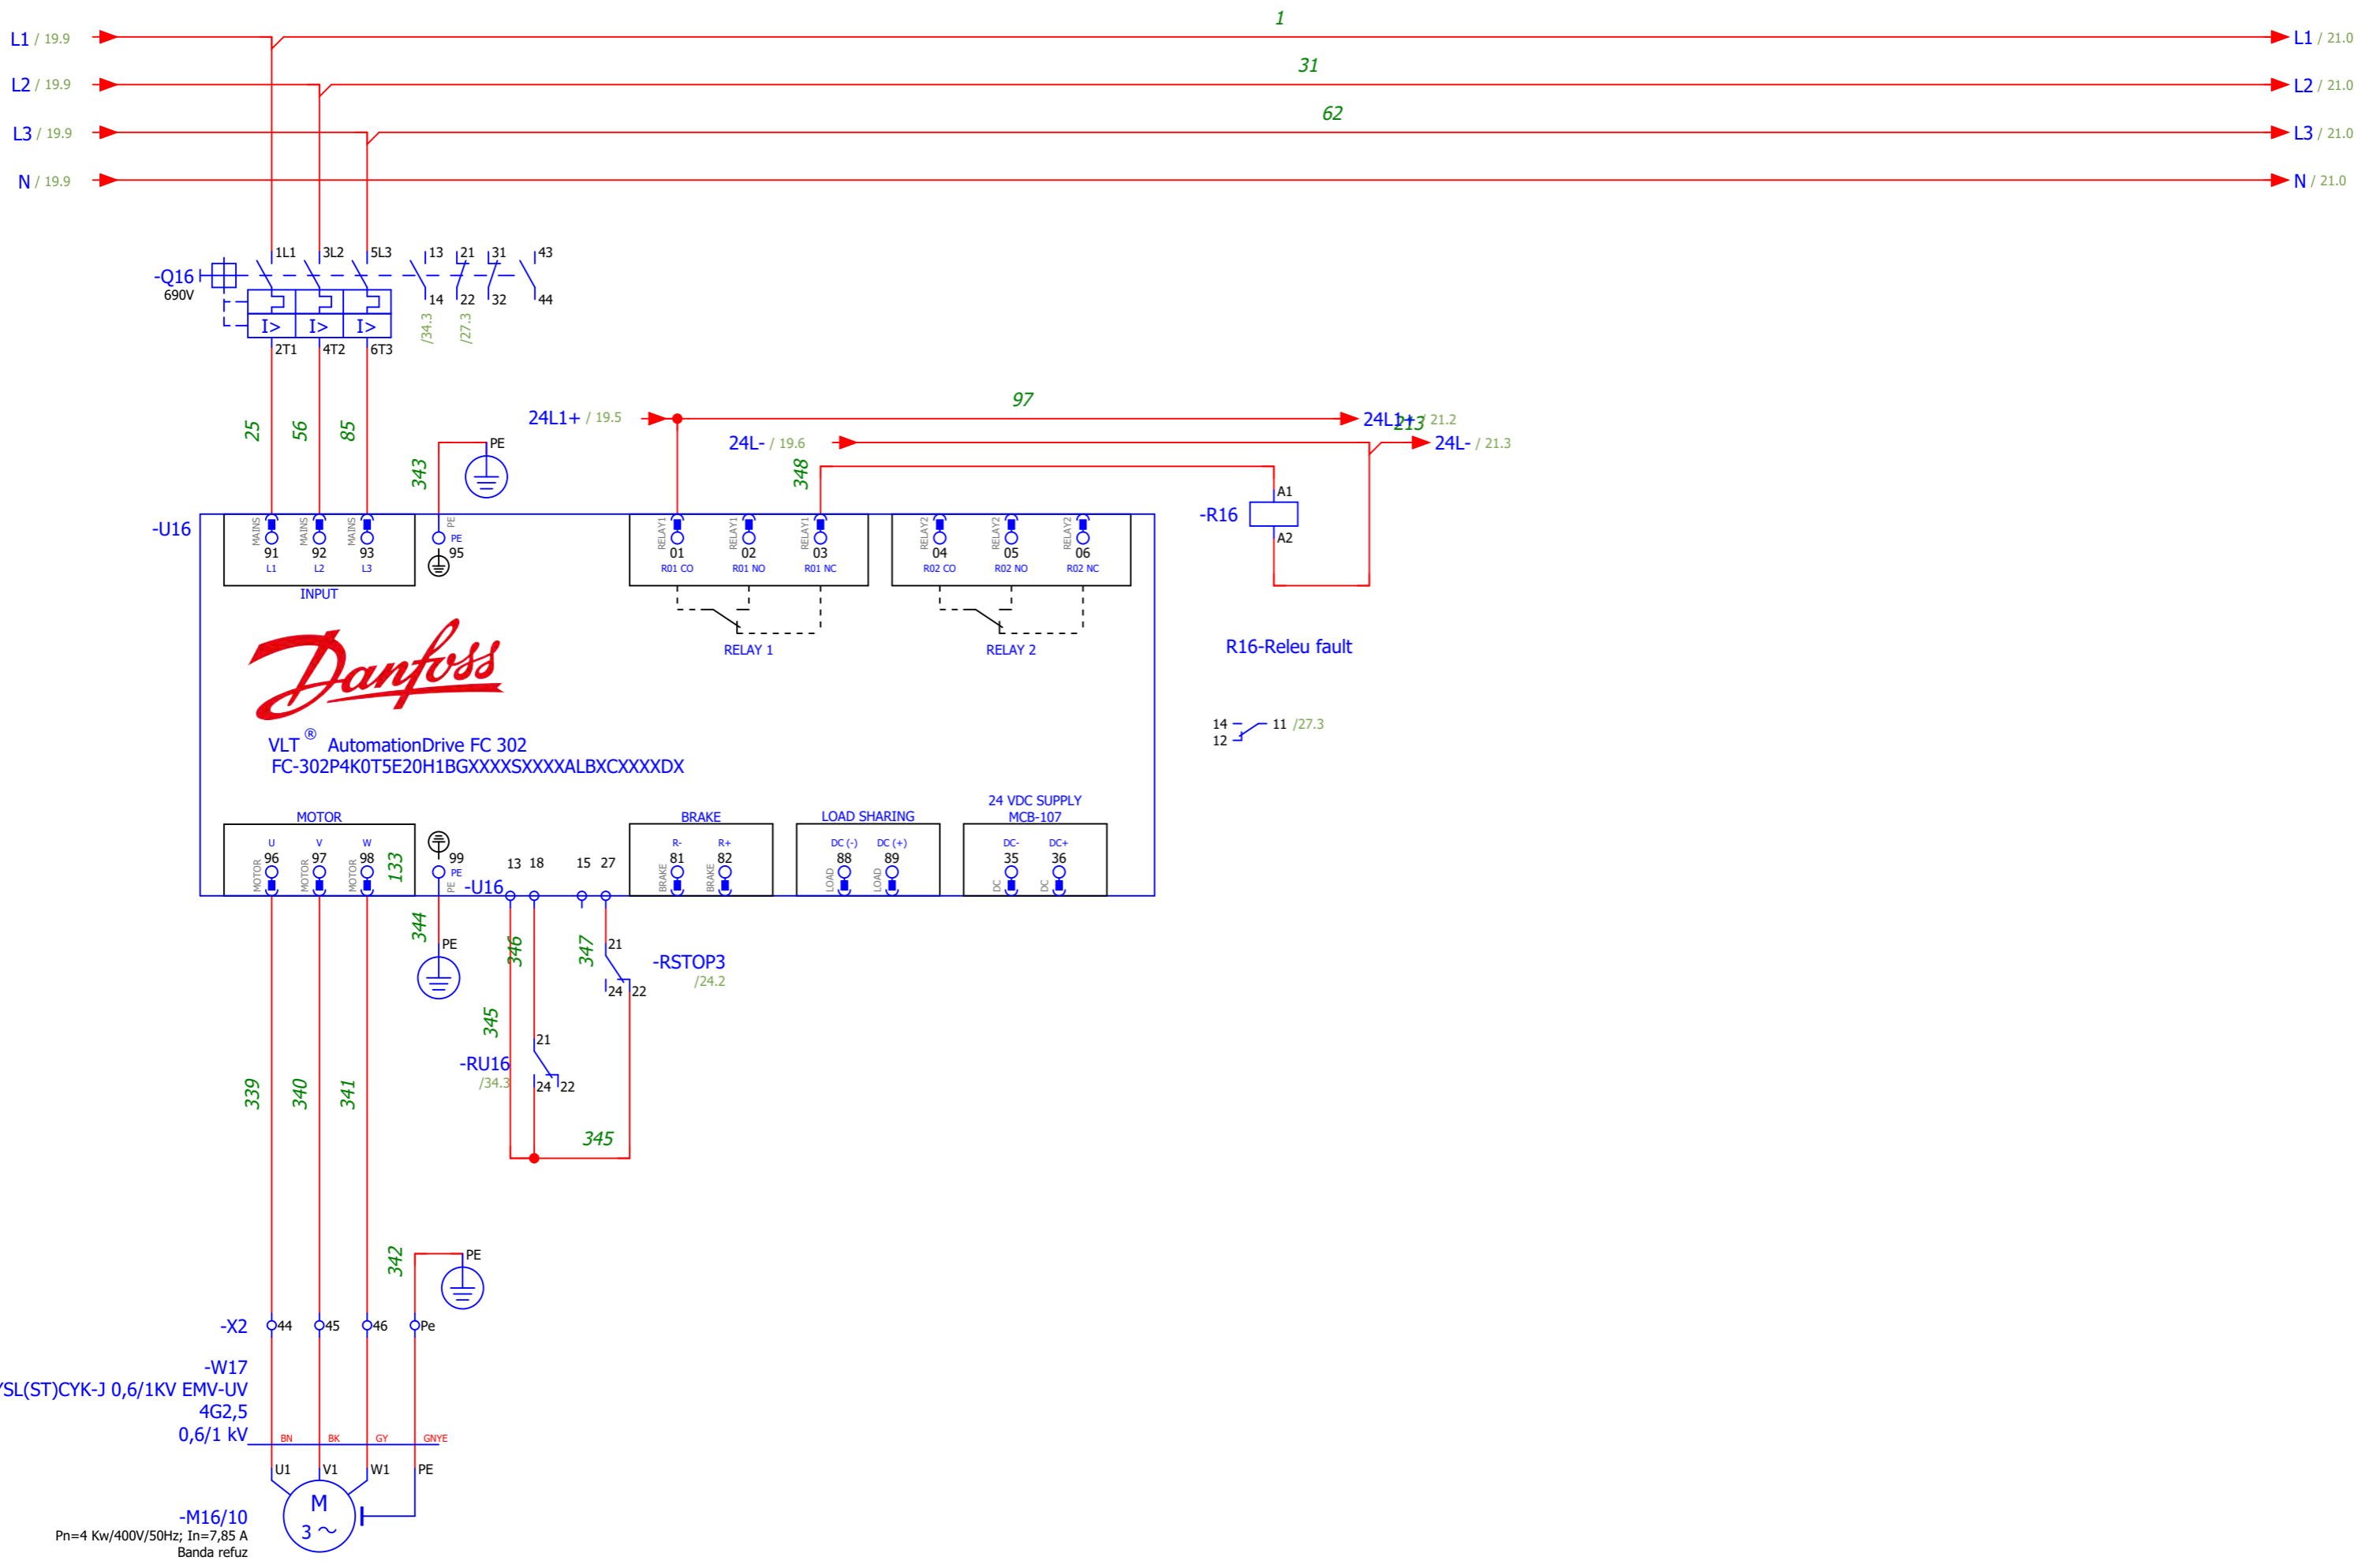 1
L1 / 19.9
L1 / 21.0
31
L2 / 19.9
L2 / 21.0
62
L3 / 19.9
L3 / 21.0
N / 19.9
N / 21.0
1L1 3L2 5L3 13 21 31 43
-Q16
690V
14 22 32 44
I> I> I>
/34.3 /27.3
2T1 4T2 6T3
97
24L1+ / 19.5
24L1+ / 21.2
213
24L- / 19.6
24L- / 21.3
25 56 85
343
PE
348
A1
-R16
A2
-U16
MAINS MAINS MAINS PE
RELAY1 RELAY1 RELAY1
RELAY2 RELAY2 RELAY2
PE
91 92 93 95
01 02 03
04 05 06
L1 L2 L3
R01 CO R01 NO R01 NC
R02 CO R02 NO R02 NC
INPUT
RELAY 1
RELAY 2
R16-Releu fault
Danfoss
14 11 /27.3
12
VLT ® AutomationDrive FC 302
FC-302P4K0T5E20H1BGXXXXSXXXXALBXCXXXXDX
24 VDC SUPPLY
MOTOR
BRAKE
LOAD SHARING
MCB-107
U V W
R- R+
DC (-) DC (+)
DC- DC+
96 97 98 133 99
13 18 15 27
81 82
88 89
35 36
PE
MOTOR MOTOR MOTOR PE
-U16
BRAKE BRAKE
LOAD LOAD
DC DC
344
PE
346
347
21
-RSTOP3
/24.2
24 22
345
21
-RU16
/34.3
24 22
339 340 341
345
342
PE
-X2 44 45 46 Pe
-W17
YSL(ST)CYK-J 0,6/1KV EMV-UV
4G2,5
0,6/1 kV
BN BK GY GNYE
U1 V1 W1 PE
M
3 ~
-M16/10
Pn=4 Kw/400V/50Hz; In=7,85 A
Banda refuz